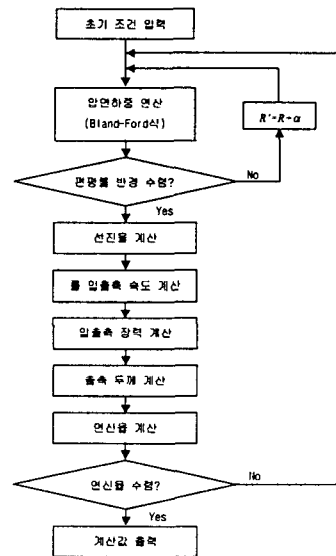 초기 조건 입력
압연하중 연산
(Bland-Ford식)
R'=R+α
편평롤 반경 수렴?
No
Yes
선진율 계산
롤 입출측 속도 계산
입출측 장력 계산
출측 두께 계산
연신율 계산
연신율 수렴?
No
Yes
계산값 출력